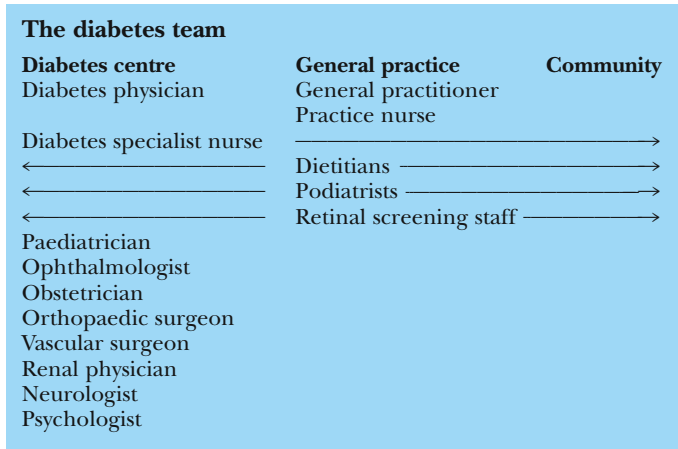 The diabetes team
Diabetes centre General practice Community
Diabetes physician General practitioner
Practice nurse
Diabetes specialist nurse
Dietitians
Podiatrists
Retinal screening staff
Paediatrician
Ophthalmologist
Obstetrician
Orthopaedic surgeon
Vascular surgeon
Renal physician
Neurologist
Psychologist